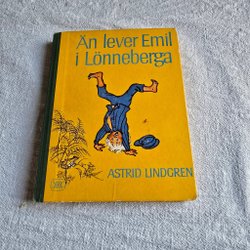 Än lever Emil
i Lönneberga
ASTRID LINDGREN